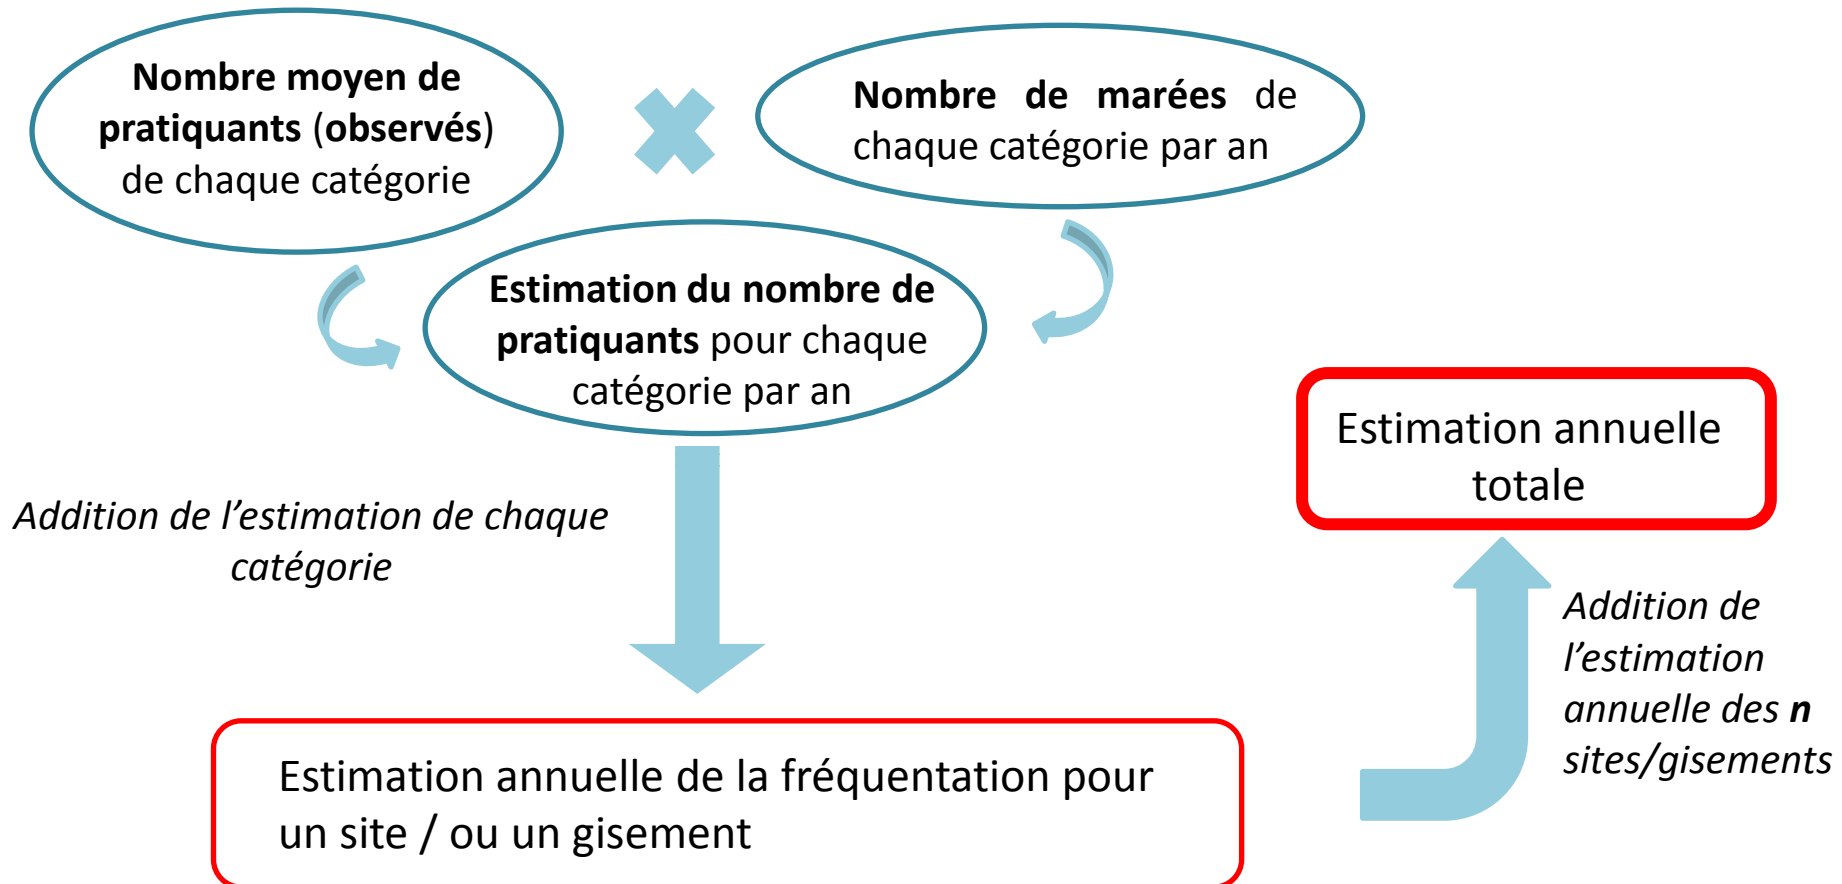 Nombre moyen de
pratiquants (observés)
de chaque catégorie
Nombre de marées de
chaque catégorie par an
Estimation du nombre de
pratiquants pour chaque
catégorie par an
Addition de l’estimation de chaque
catégorie
Estimation annuelle de la fréquentation pour
un site / ou un gisement
Estimation annuelle
totale
Addition de
l’estimation
annuelle des n
sites/gisements